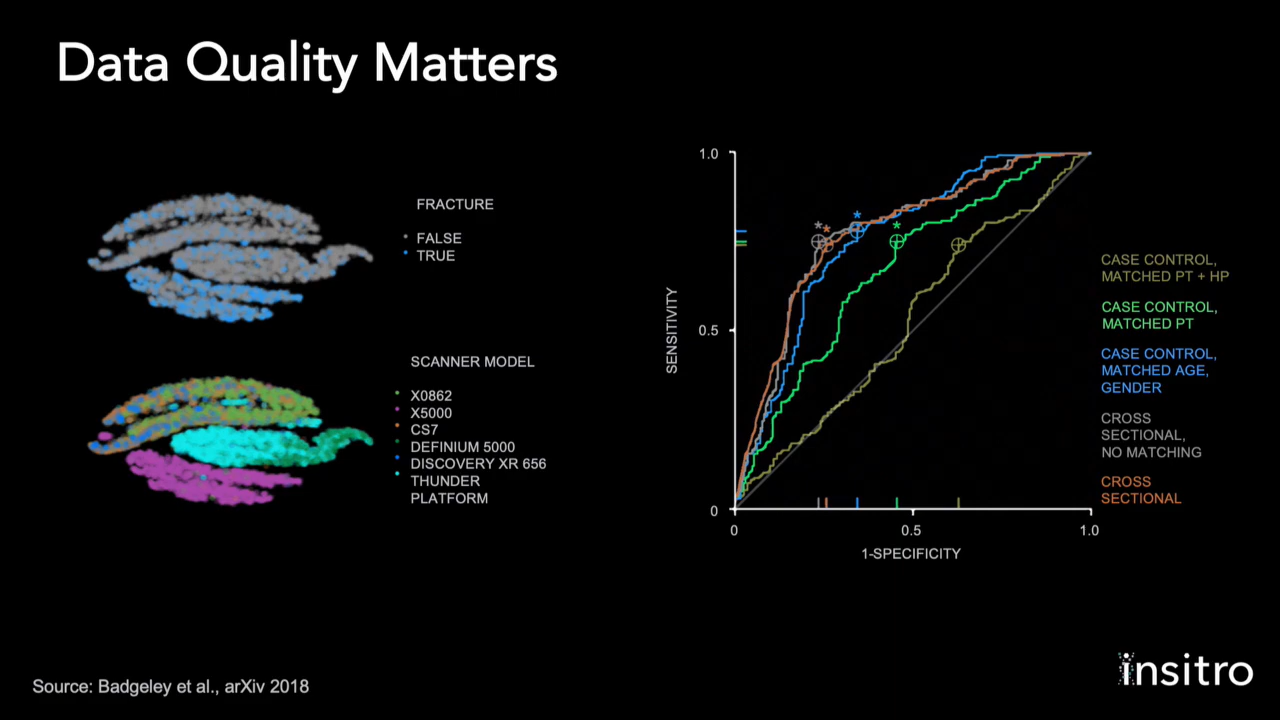 Data Quality Matters
FRACTURE
FALSE
TRUE
SCANNER MODEL
X0862
X5000
CS7
DEFINIUM 5000
DISCOVERY XR 656
THUNDER
PLATFORM
1.0
0.5
0
SENSITIVITY
0
0.5
1.0
1-SPECIFICITY
* * * *
CASE CONTROL,
MATCHED PT + HP
CASE CONTROL,
MATCHED PT
CASE CONTROL,
MATCHED AGE,
GENDER
CROSS
SECTIONAL,
NO MATCHING
CROSS
SECTIONAL
Source: Badgeley et al., arXiv 2018
insitro